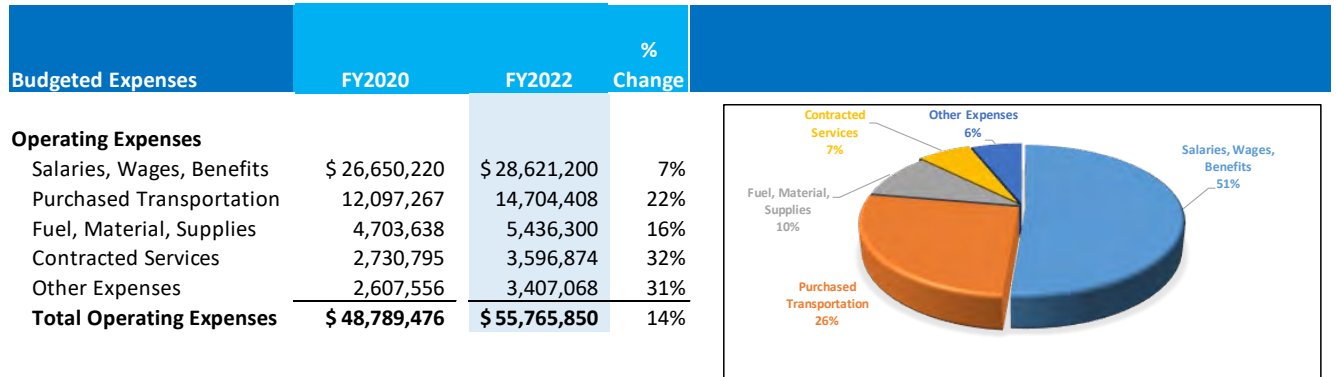 %
Budgeted Expenses FY2020 FY2022 Change
Operating Expenses
Salaries, Wages, Benefits $ 26,650,220 $ 28,621,200 7%
Purchased Transportation 12,097,267 14,704,408 22%
Fuel, Material, Supplies 4,703,638 5,436,300 16%
Contracted Services 2,730,795 3,596,874 32%
Other Expenses 2,607,556 3,407,068 31%
Total Operating Expenses $ 48,789,476 $ 55,765,850 14%
Contracted
Services
7%
Other Expenses
6%
Salaries, Wages,
Benefits
51%
Fuel, Material,
Supplies
10%
Purchased
Transportation
26%